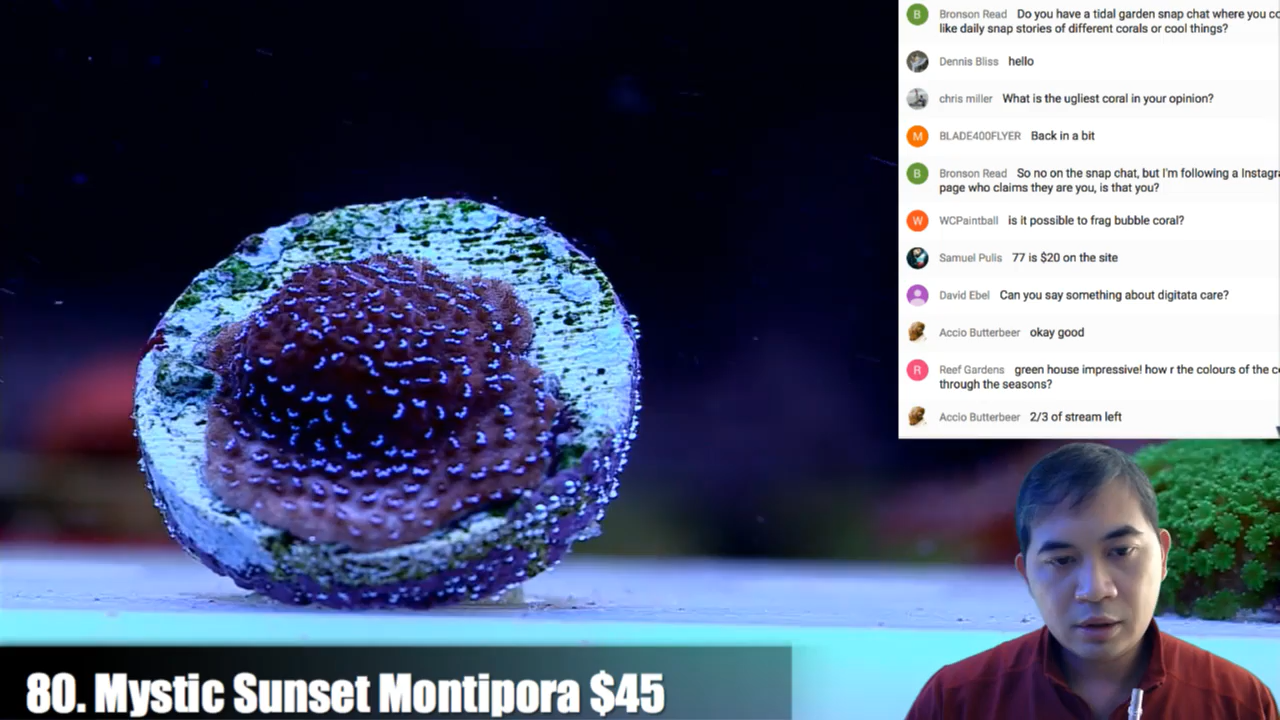 B Bronson Read Do you have a tidal garden snap chat where you
like daily snap stories of different corals or cool things?
Dennis Bliss hello
chris miller What is the ugliest coral in your opinion?
M BLADE400FLYER Back in a bit
B Bronson Read So no on the snap chat, but I'm following a
page who claims they are you, is that you?
W WCPaintball is it possible to frag bubble coral?
Samuel Pulis 77 is $20 on the site
David Ebel Can you say something about digitata care?
Accio Butterbeer okay good
R Reef Gardens green house impressive! how r the colours of the
through the seasons?
Accio Butterbeer 2/3 of stream left
80. Mystic Sunset Montipora $45